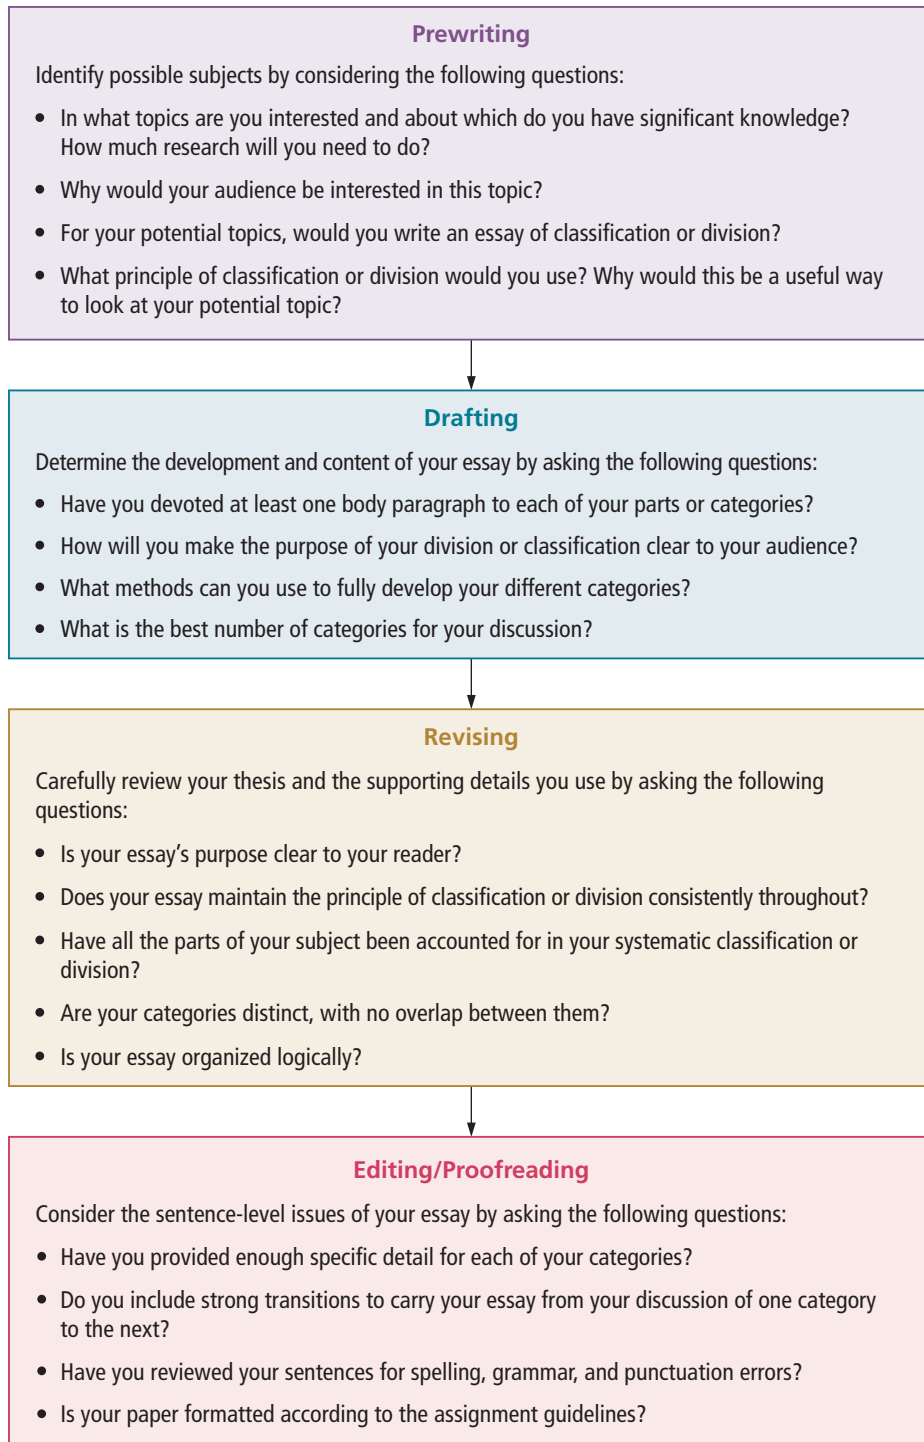 Prewriting
Identify possible subjects by considering the following questions:
• In what topics are you interested and about which do you have significant knowledge?
How much research will you need to do?
• Why would your audience be interested in this topic?
• For your potential topics, would you write an essay of classification or division?
• What principle of classification or division would you use? Why would this be a useful way
to look at your potential topic?
Drafting
Determine the development and content of your essay by asking the following questions:
• Have you devoted at least one body paragraph to each of your parts or categories?
• How will you make the purpose of your division or classification clear to your audience?
• What methods can you use to fully develop your different categories?
• What is the best number of categories for your discussion?
Revising
Carefully review your thesis and the supporting details you use by asking the following
questions:
• Is your essay’s purpose clear to your reader?
• Does your essay maintain the principle of classification or division consistently throughout?
• Have all the parts of your subject been accounted for in your systematic classification or
division?
• Are your categories distinct, with no overlap between them?
• Is your essay organized logically?
Editing/Proofreading
Consider the sentence-level issues of your essay by asking the following questions:
• Have you provided enough specific detail for each of your categories?
• Do you include strong transitions to carry your essay from your discussion of one category
to the next?
• Have you reviewed your sentences for spelling, grammar, and punctuation errors?
• Is your paper formatted according to the assignment guidelines?